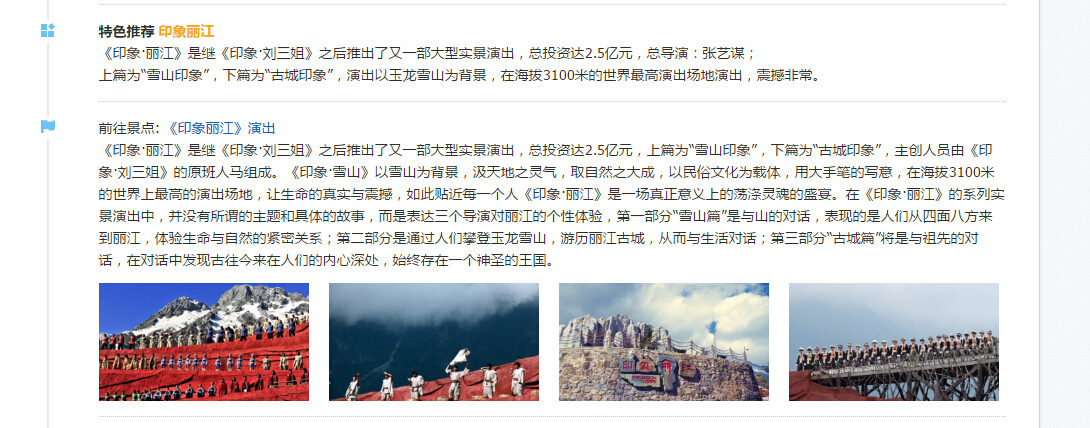 特色推荐 印象丽江
《印象·丽江》是继《印象·刘三姐》之后推出了又一部大型实景演出，总投资达2.5亿元，总导演：张艺谋；
上篇为“雪山印象”，下篇为“古城印象”，演出以玉龙雪山为背景，在海拔3100米的世界最高演出场地演出，震撼非常。
前往景点: 《印象丽江》演出
《印象·丽江》是继《印象·刘三姐》之后推出了又一部大型实景演出，总投资达2.5亿元，上篇为“雪山印象”，下篇为“古城印象”，主创人员由《印
象·刘三姐》的原班人马组成。《印象·雪山》以雪山为背景，汲天地之灵气，取自然之大成，以民俗文化为载体，用大手笔的写意，在海拔3100米
的世界上最高的演出场地，让生命的真实与震撼，如此贴近每一个人《印象·丽江》是一场真正意义上的荡涤灵魂的盛宴。在《印象·丽江》的系列实
景演出中，并没有所谓的主题和具体的故事，而是表达三个导演对丽江的个性体验，第一部分“雪山篇”是与山的对话，表现的是人们从四面八方来
到丽江，体验生命与自然的紧密关系；第二部分是通过人们攀登玉龙雪山，游历丽江古城，从而与生活对话；第三部分“古城篇”将是与祖先的对
话，在对话中发现古往今来在人们的内心深处，始终存在一个神圣的王国。